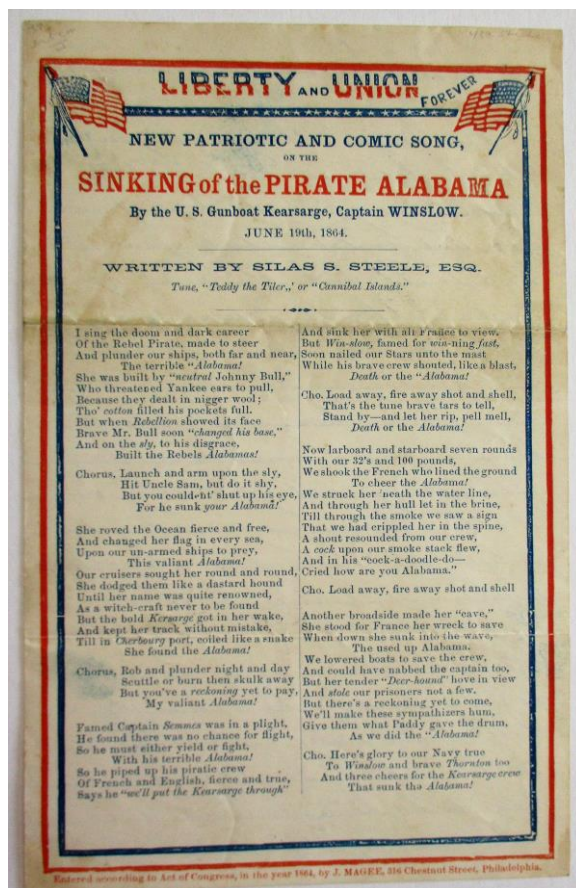 LIBERTY AND UNION FOREVER
NEW PATRIOTIC AND COMIC SONG,
ON THE
SINKING of the PIRATE ALABAMA
By the U. S. Gunboat Kearsarge, Captain WINSLOW.
JUNE 19th, 1864.
WRITTEN BY SILAS S. STEELE, ESQ.
Tune, "Teddy the Tiler,,' or "Cannibal Islands."
I sing the doom and dark career
Of the Rebel Pirate, made to steer
And plunder our ships, both far and near,
The terrible "Alabama!
She was built by "neutral Johnny Bull,"
Who threatened Yankee ears to pull,
Because they dealt in nigger wool;
Tho' cotton filled his pockets full.
But when Rebellion showed its face
Brave Mr. Bull soon "changed his base,"
And on the sly, to his disgrace,
Built the Rebels Alabamas!
Chorus, Launch and arm upon the sly,
Hit Uncle Sam, but do it shy,
But you could'nt' shut up his eye,
For he sunk your Alabama!
She roved the Ocean fierce and free,
And changed her flag in every sea,
Upon our un-armed ships to prey,
This valiant Alabama!
Our cruisers sought her round and round,
She dodged them like a dastard hound
Until her name was quite renowned,
As a witch-craft never to be found
But the bold Kersarge got in her wake,
And kept her track without mistake,
Till in Cherbourg port, coiled like a snake
She found the Alabama!
Chorus, Rob and plunder night and day
Scuttle or burn then skulk away
But you've a reckoning yet to pay,
My valiant Alabama!
Famed Captain Semmes was in a plight,
He found there was no chance for flight,
So he must either yield or fight,
With his terrible Alabama!
So he piped up his piratic crew
Of French and English, fierce and true,
Says he "we'll put the Kearsarge through"
And sink her with all France to view.
But Win-slow, famed for win-ning fast,
Soon nailed our Stars unto the mast
While his brave crew shouted, like a blast,
Death or the "Alabama!
Cho. Load away, fire away shot and shell,
That's the tune brave tars to tell,
Stand by—and let her rip, pell mell,
Death or the Alabama!
Now larboard and starboard seven rounds
With our 32's and 100 pounds,
We shook the French who lined the ground
To cheer the Alabama!
We struck her 'neath the water line,
And through her hull let in the brine,
Till through the smoke we saw a sign
That we had crippled her in the spine,
A shout resounded from our crew,
A cock upon our smoke stack flew,
And in his "cock-a-doodle-do—
Cried how are you Alabama."
Cho. Load away, fire away shot and shell
Another broadside made her "cave,"
She stood for France her wreck to save
When down she sunk into the wave,
The used up Alabama.
We lowered boats to save the crew,
And could have nabbed the captain too,
But her tender "Deer-hound" hove in view
And stole our prisoners not a few.
But there's a reckoning yet to come,
We'll make these sympathizers hum,
Give them what Paddy gave the drum,
As we did the "Alabama!
Cho. Here's glory to our Navy true
To Winslow and brave Thornton too
And three cheers for the Kearsarge crew
That sunk the Alabama!
Entered according to Act of Congress, in the year 1864, by J. MAGEE, 316 Chestnut Street, Philadelphia.